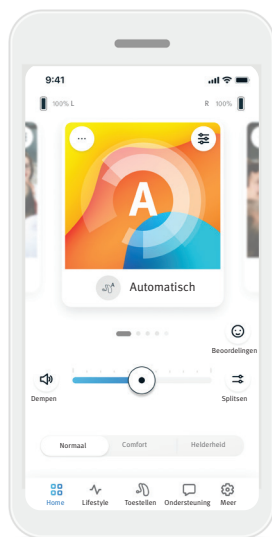 9:41
100% L
R 100%
...
A
A
Automatisch
Beoordelingen
Dempen
Splitsen
Normaal Comfort Helderheid
Home Lifestyle Toestellen Ondersteuning Meer